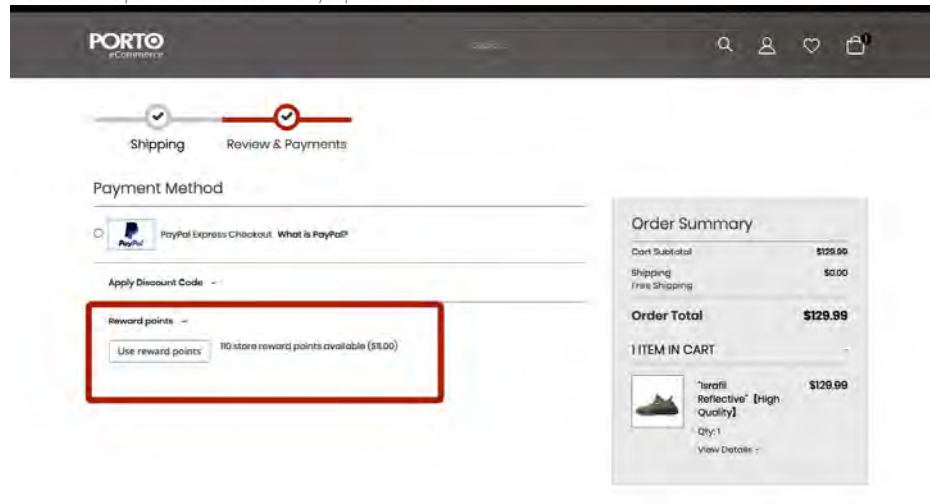 PORTO
eCommerce
0
Shipping
Review & Payments
Payment Method
PayPal
PayPal Express Checkout What is PayPal?
Apply Discount Code
Reward points
Use reward points
110 store reward points available ($11.00)
Order Summary
Cart Subtotal $129.99
Shipping $0.00
Free Shipping
Order Total $129.99
1 ITEM IN CART
"Israfil
Reflective" 【High
Quality】
$129.99
Qty: 1
View Details